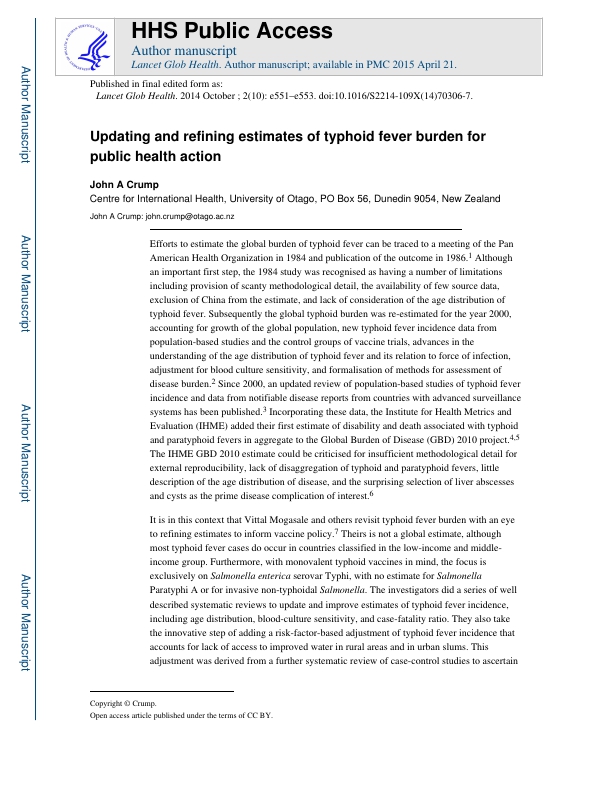 HHS Public Access
Author manuscript
Lancet Glob Health. Author manuscript; available in PMC 2015 April 21.
Published in final edited form as:
Lancet Glob Health. 2014 October ; 2(10): e551–e553. doi:10.1016/S2214-109X(14)70306-7.
Updating and refining estimates of typhoid fever burden for
public health action
John A Crump
Centre for International Health, University of Otago, PO Box 56, Dunedin 9054, New Zealand
John A Crump: john.crump@otago.ac.nz
Efforts to estimate the global burden of typhoid fever can be traced to a meeting of the Pan
American Health Organization in 1984 and publication of the outcome in 1986.1 Although
an important first step, the 1984 study was recognised as having a number of limitations
including provision of scanty methodological detail, the availability of few source data,
exclusion of China from the estimate, and lack of consideration of the age distribution of
typhoid fever. Subsequently the global typhoid burden was re-estimated for the year 2000,
accounting for growth of the global population, new typhoid fever incidence data from
population-based studies and the control groups of vaccine trials, advances in the
understanding of the age distribution of typhoid fever and its relation to force of infection,
adjustment for blood culture sensitivity, and formalisation of methods for assessment of
disease burden.2 Since 2000, an updated review of population-based studies of typhoid fever
incidence and data from notifiable disease reports from countries with advanced surveillance
systems has been published.3 Incorporating these data, the Institute for Health Metrics and
Evaluation (IHME) added their first estimate of disability and death associated with typhoid
and paratyphoid fevers in aggregate to the Global Burden of Disease (GBD) 2010 project.4,5
The IHME GBD 2010 estimate could be criticised for insufficient methodological detail for
external reproducibility, lack of disaggregation of typhoid and paratyphoid fevers, little
description of the age distribution of disease, and the surprising selection of liver abscesses
and cysts as the prime disease complication of interest.6
It is in this context that Vittal Mogasale and others revisit typhoid fever burden with an eye
to refining estimates to inform vaccine policy.7 Theirs is not a global estimate, although
most typhoid fever cases do occur in countries classified in the low-income and middle-
income group. Furthermore, with monovalent typhoid vaccines in mind, the focus is
exclusively on Salmonella enterica serovar Typhi, with no estimate for Salmonella
Paratyphi A or for invasive non-typhoidal Salmonella. The investigators did a series of well
described systematic reviews to update and improve estimates of typhoid fever incidence,
including age distribution, blood-culture sensitivity, and case-fatality ratio. They also take
the innovative step of adding a risk-factor-based adjustment of typhoid fever incidence that
accounts for lack of access to improved water in rural areas and in urban slums. This
adjustment was derived from a further systematic review of case-control studies to ascertain
Copyright © Crump.
Open access article published under the terms of CC BY.
Author Manuscript
Author Manuscript
Author Manuscript
Author Manuscript